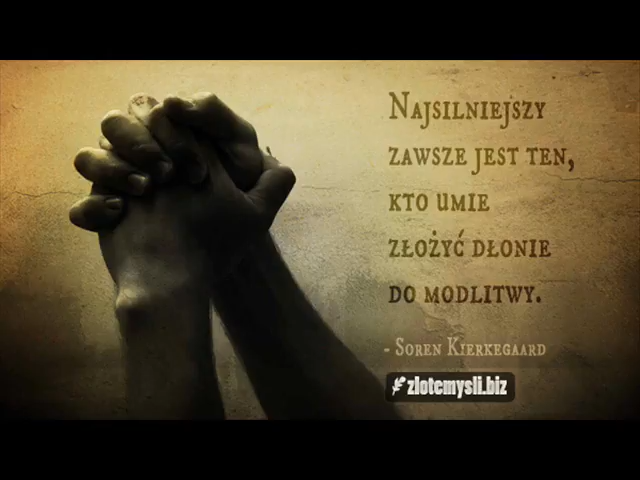 Najsilniejszy
zawsze jest ten,
kto umie
złożyć dłonie
do modlitwy.
- Soren Kierkegaard
zlotemysli.biz